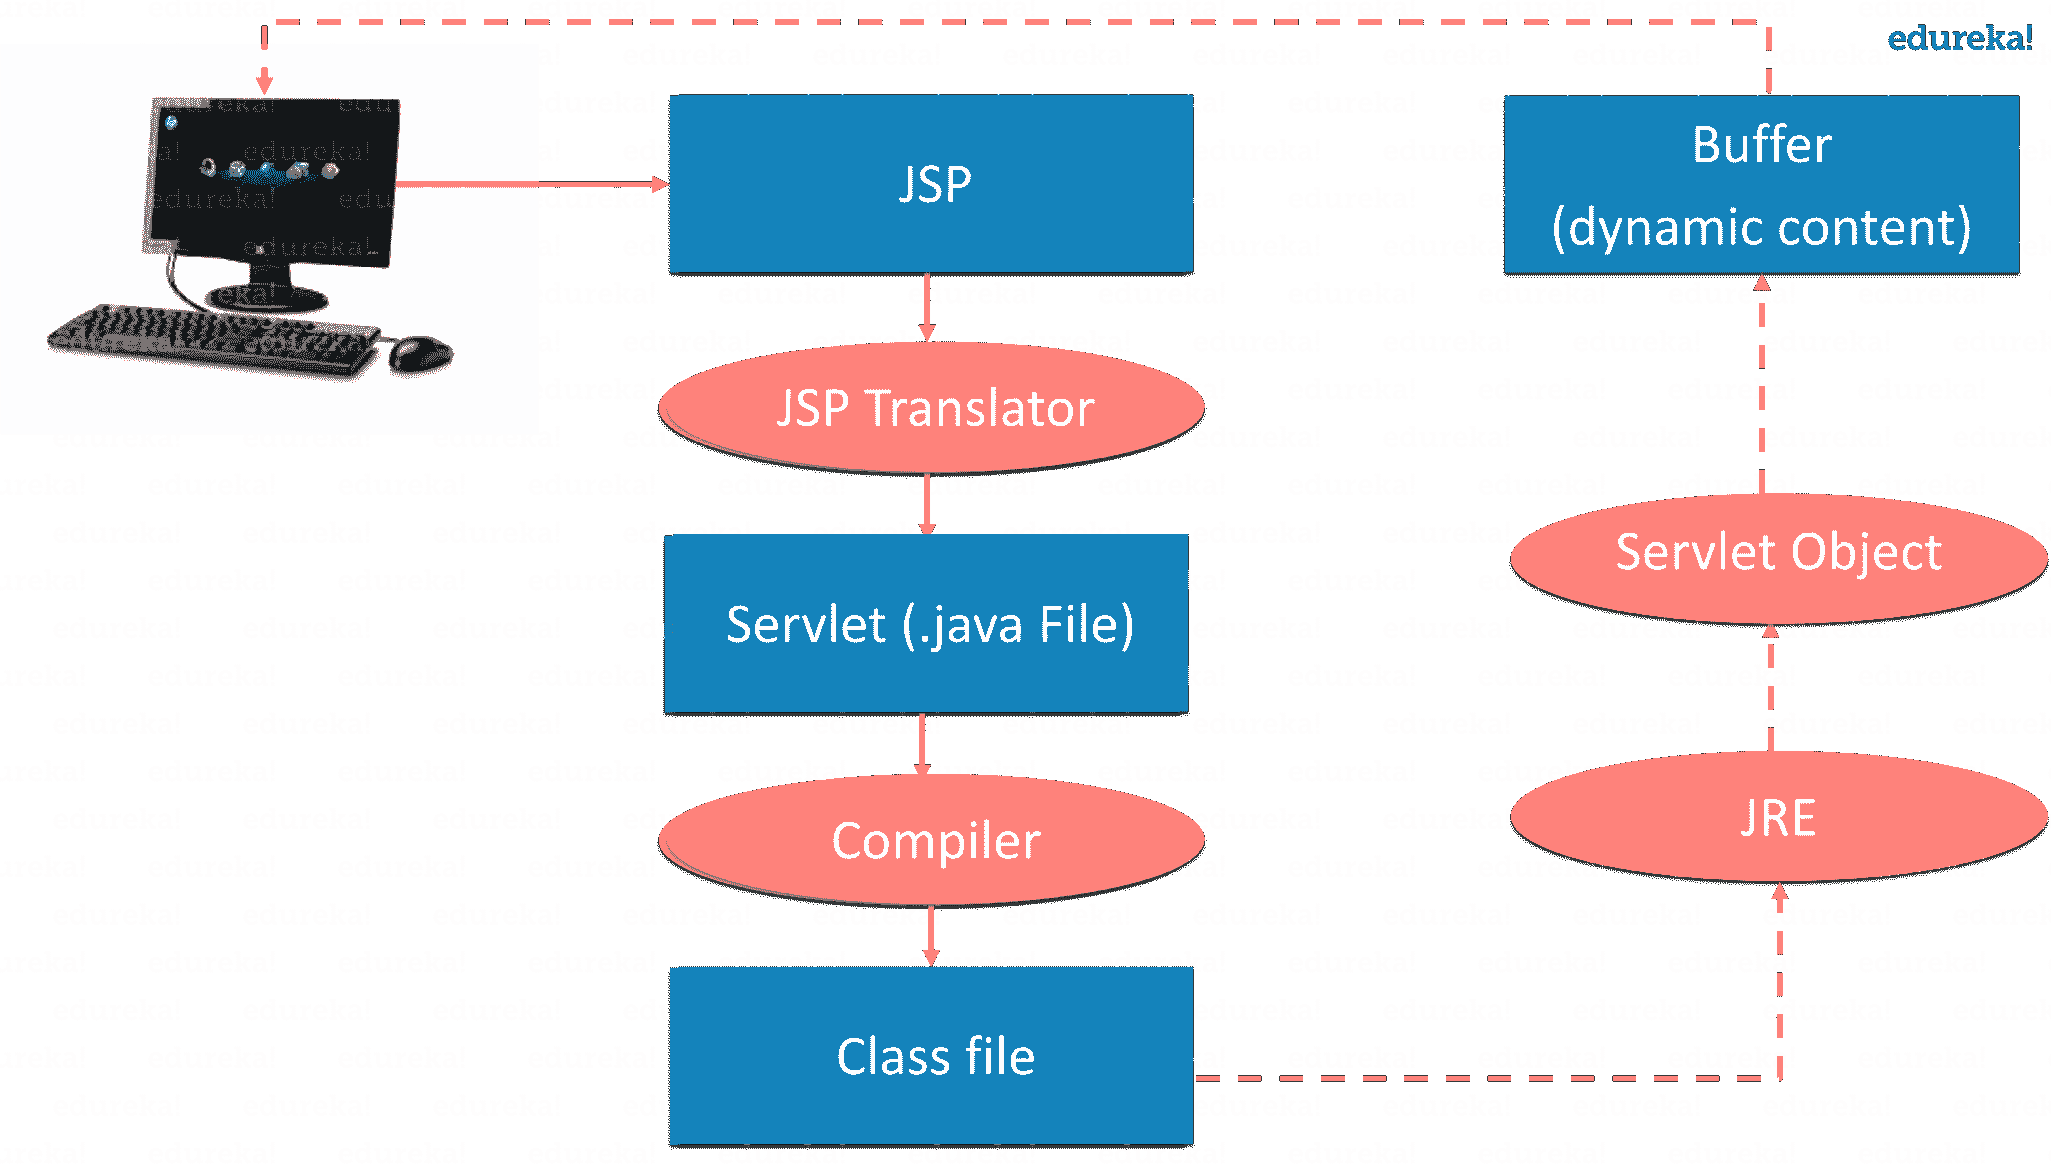 edureka!
JSP
Buffer
(dynamic content)
JSP Translator
Servlet (.java File)
Servlet Object
Compiler
JRE
Class file